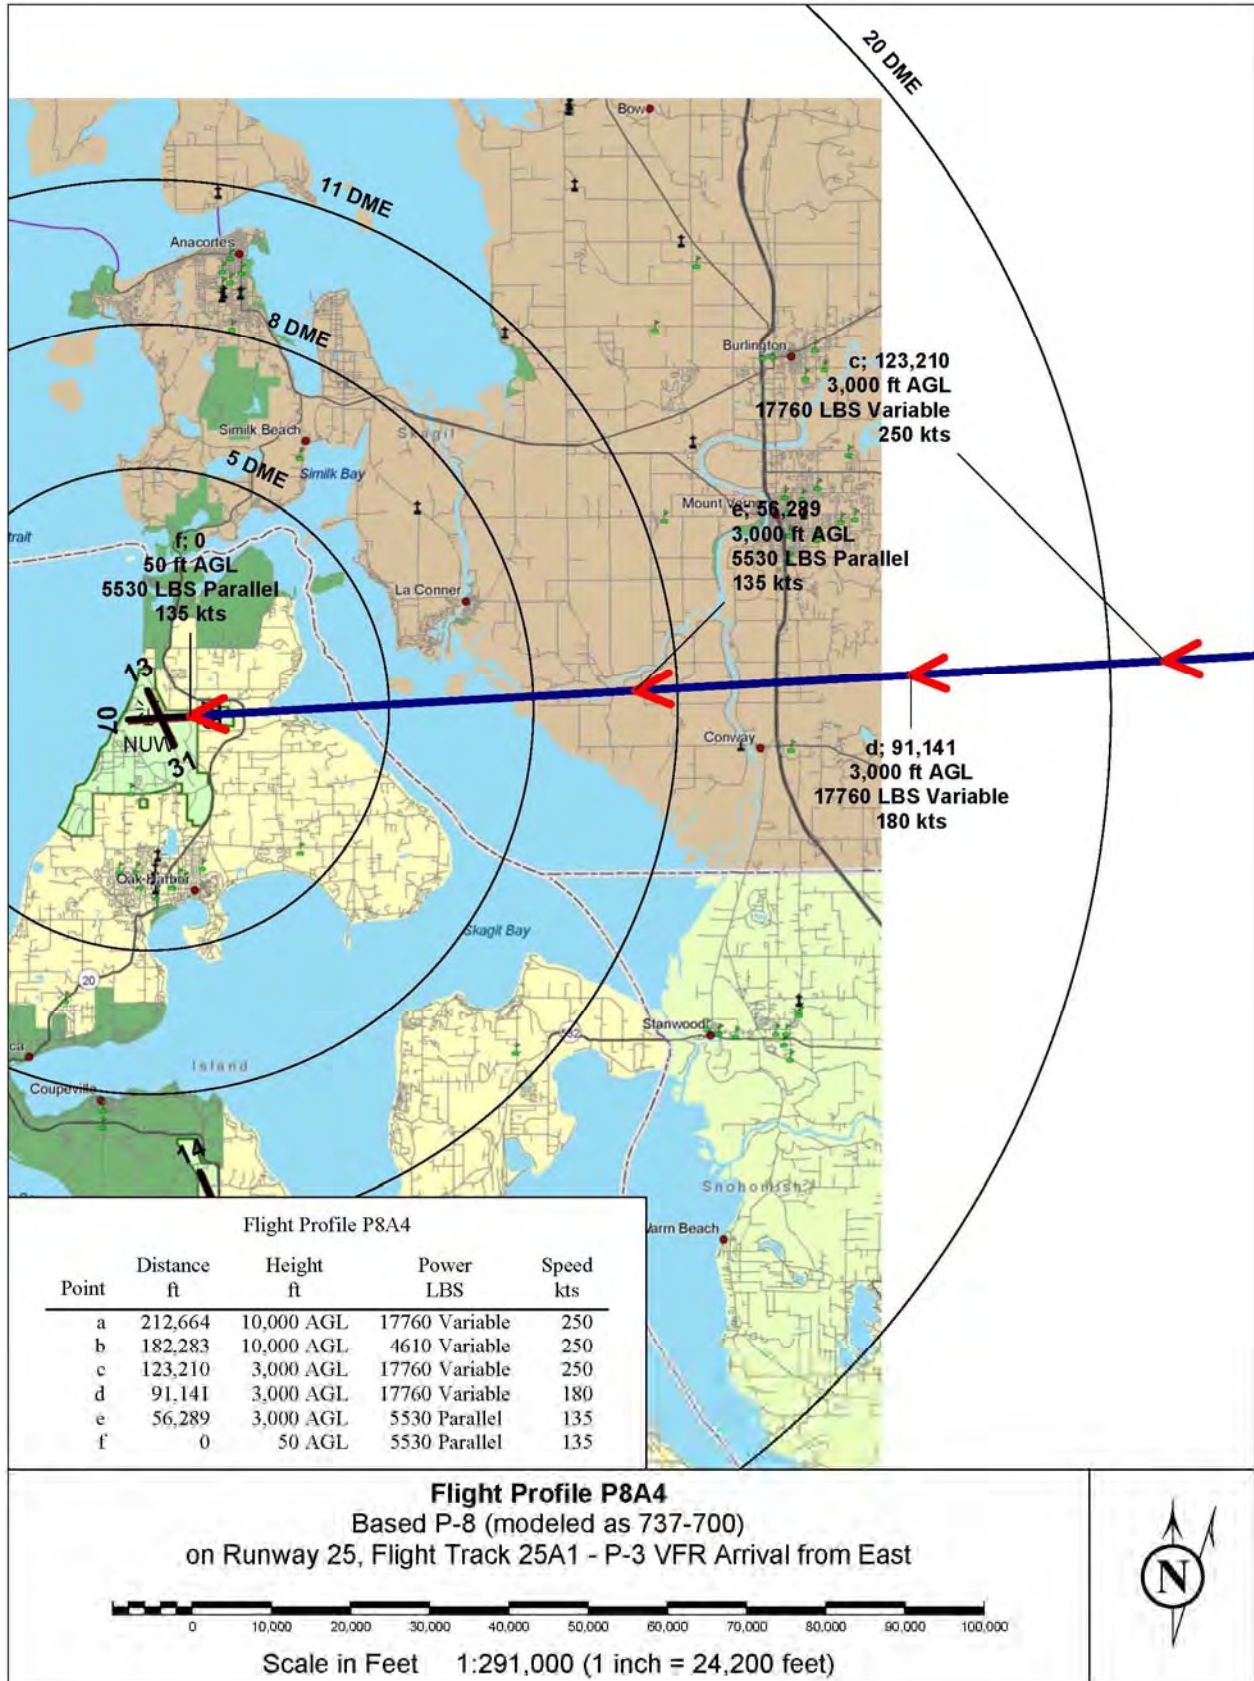 20 DME
Bow
11 DME
Anacortes
8 DME
Burlington
c; 123,210
3,000 ft AGL
17760 LBS Variable
250 kts
Similk Beach
Skagit
5 DME
Similk Bay
Mount Vern
e; 56,289
3,000 ft AGL
5530 LBS Parallel
135 kts
trait
f; 0
50 ft AGL
5530 LBS Parallel
135 kts
La Conner
13
07
NUW
31
Conway
d; 91,141
3,000 ft AGL
17760 LBS Variable
180 kts
Oak Harbor
Skagit Bay
20
Stanwood
532
ca
Island
Coupeville
14
Snohomish
Warm Beach
Flight Profile P8A4
Point Distance ft Height ft Power LBS Speed kts
a 212,664 10,000 AGL 17760 Variable 250
b 182,283 10,000 AGL 4610 Variable 250
c 123,210 3,000 AGL 17760 Variable 250
d 91,141 3,000 AGL 17760 Variable 180
e 56,289 3,000 AGL 5530 Parallel 135
f 0 50 AGL 5530 Parallel 135
Flight Profile P8A4
Based P-8 (modeled as 737-700)
on Runway 25, Flight Track 25A1 - P-3 VFR Arrival from East
0 10,000 20,000 30,000 40,000 50,000 60,000 70,000 80,000 90,000 100,000
Scale in Feet 1:291,000 (1 inch = 24,200 feet)
N